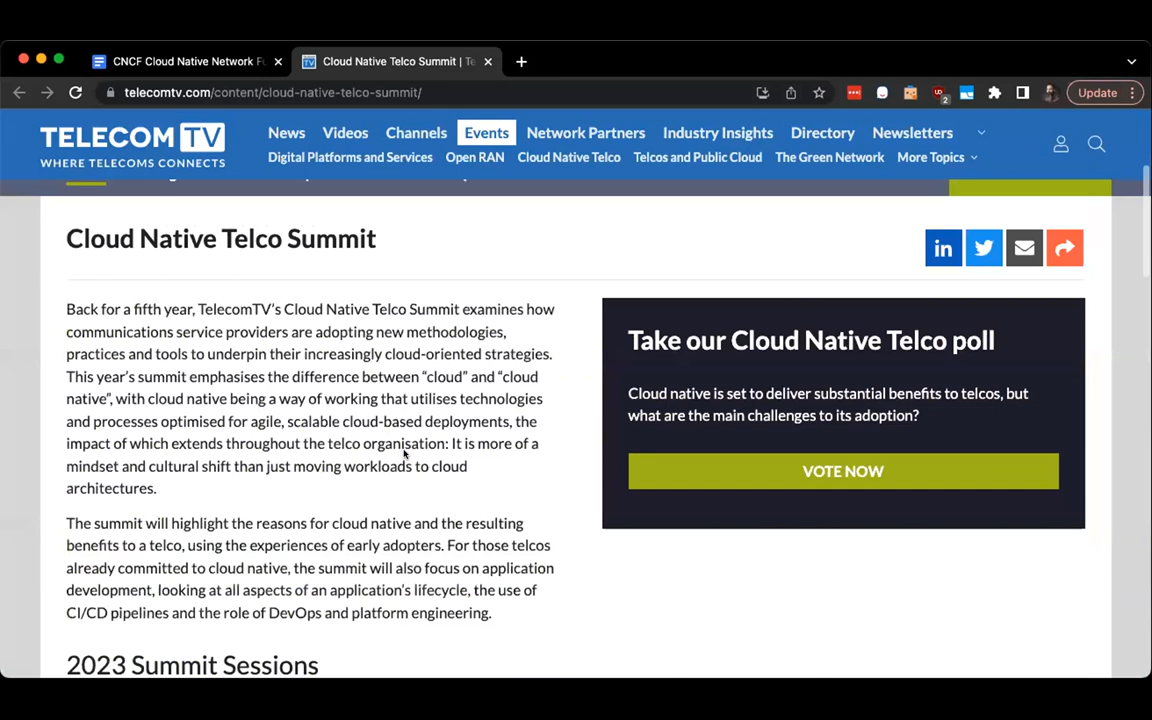 CNCF Cloud Native Network Fu
Cloud Native Telco Summit | Te
telecomtv.com/content/cloud-native-telco-summit/
2
Update
TELECOM TV
WHERE TELECOMS CONNECTS
News Videos Channels Events Network Partners Industry Insights Directory Newsletters
Digital Platforms and Services Open RAN Cloud Native Telco Telcos and Public Cloud The Green Network More Topics
Cloud Native Telco Summit
in
Back for a fifth year, TelecomTV's Cloud Native Telco Summit examines how
communications service providers are adopting new methodologies,
practices and tools to underpin their increasingly cloud-oriented strategies.
This year's summit emphasises the difference between “cloud” and “cloud
native”, with cloud native being a way of working that utilises technologies
and processes optimised for agile, scalable cloud-based deployments, the
impact of which extends throughout the telco organisation: It is more of a
mindset and cultural shift than just moving workloads to cloud
architectures.
The summit will highlight the reasons for cloud native and the resulting
benefits to a telco, using the experiences of early adopters. For those telcos
already committed to cloud native, the summit will also focus on application
development, looking at all aspects of an application's lifecycle, the use of
CI/CD pipelines and the role of DevOps and platform engineering.
2023 Summit Sessions
Take our Cloud Native Telco poll
Cloud native is set to deliver substantial benefits to telcos, but
what are the main challenges to its adoption?
VOTE NOW